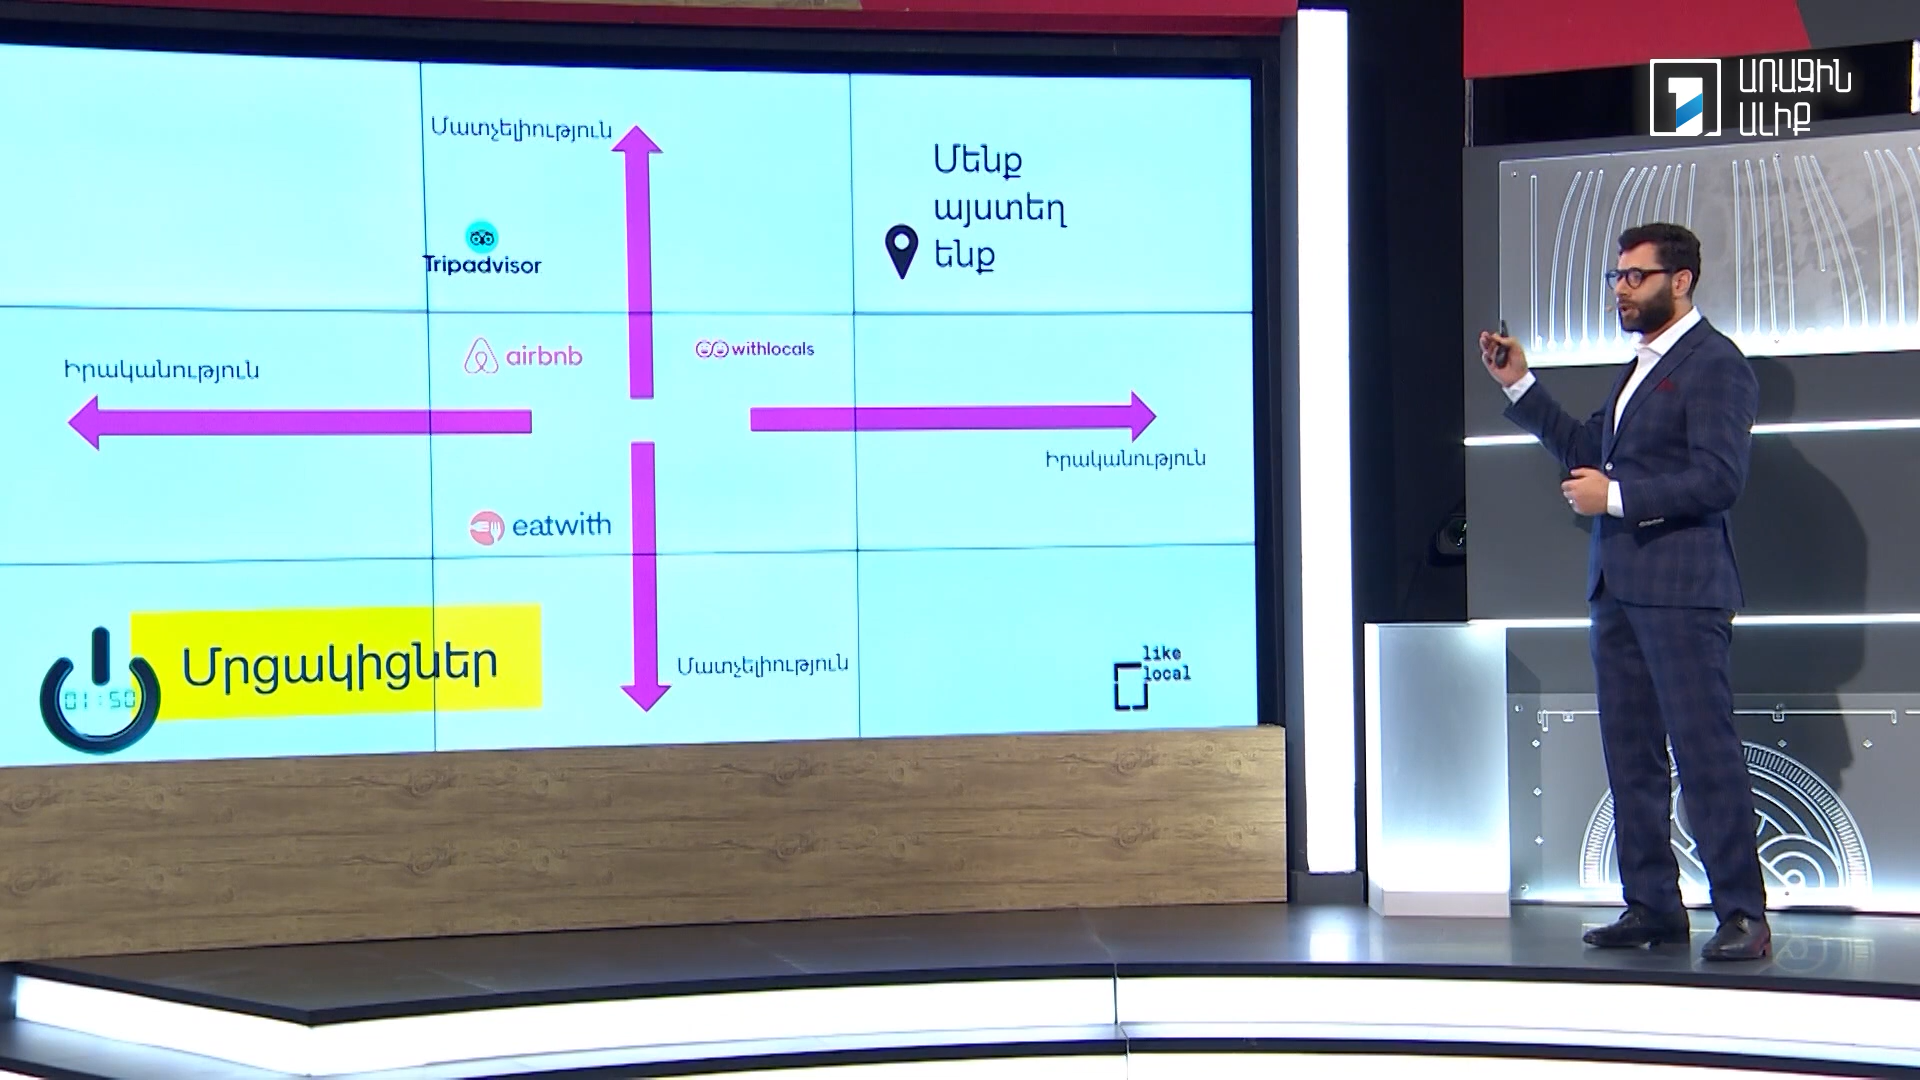 ԱՌԱՋԻՆ
ԱԼԻՔ
Մատչելիություն
Մենք
այստեղ
ենք
Tripadvisor
airbnb
withlocals
Իրականություն
Իրականություն
eatwith
Մրցակիցներ
01:50
Մատչելիություն
like
local